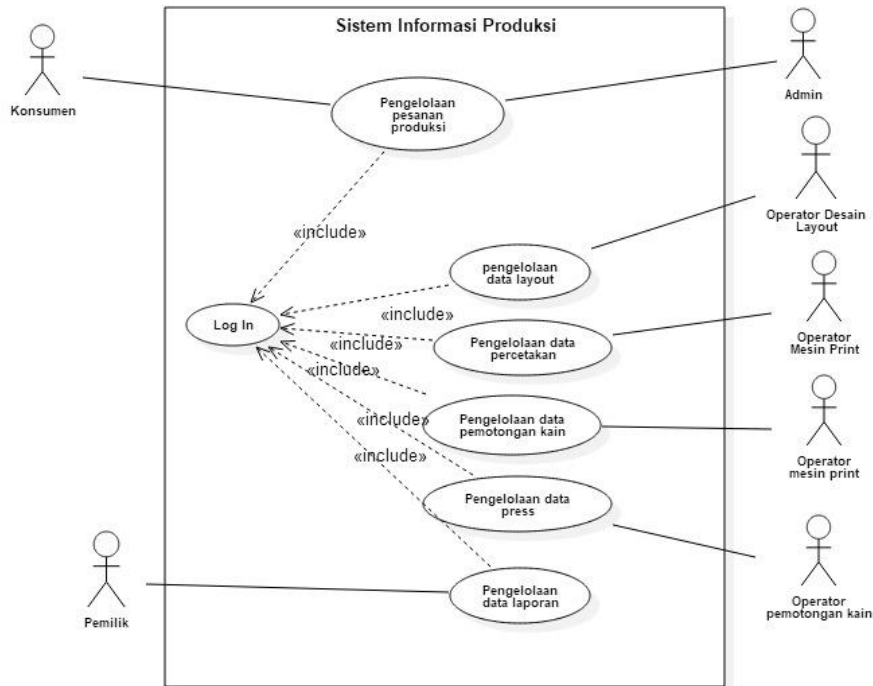 Sistem Informasi Produksi
Konsumen
Pengelolaan
pesanan
produksi
Admin
Operator Desain
Layout
«include»
pengelolaan
data layout
Log In
«include»
Pengelolaan data
percetakan
Operator
Mesin Print
«include»
«include»
Pengelolaan data
pemotongan kain
Operator
mesin print
«include»
«include»
Pengelolaan data
press
Pengelolaan
data laporan
Pemilik
Operator
pemotongan kain